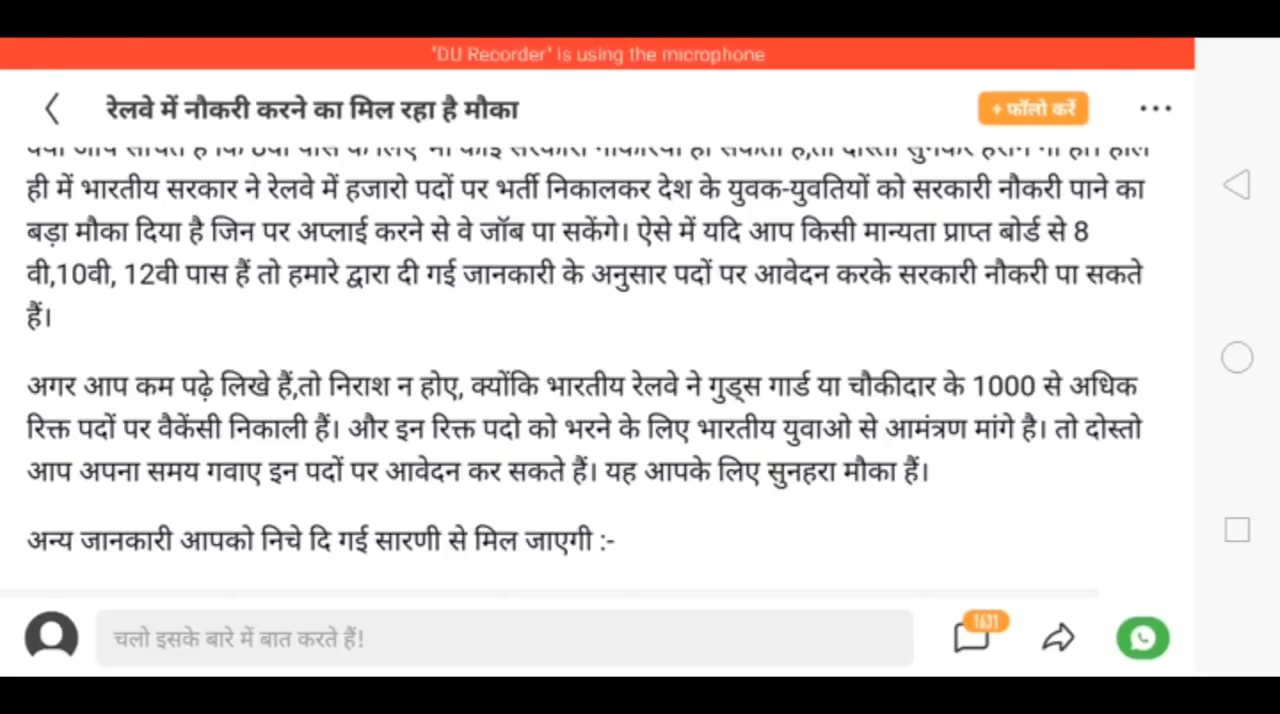 "DU Recorder" is using the microphone
रेलवे में नौकरी करने का मिल रहा है मौका
+ फॉलो करें
ही में भारतीय सरकार ने रेलवे में हजारो पदों पर भर्ती निकालकर देश के युवक-युवतियों को सरकारी नौकरी पाने का
बड़ा मौका दिया है जिन पर अप्लाई करने से वे जॉब पा सकेंगे। ऐसे में यदि आप किसी मान्यता प्राप्त बोर्ड से 8
वी,10वी, 12वी पास हैं तो हमारे द्वारा दी गई जानकारी के अनुसार पदों पर आवेदन करके सरकारी नौकरी पा सकते
हैं।
अगर आप कम पढ़े लिखे हैं,तो निराश न होए, क्योंकि भारतीय रेलवे ने गुड्स गार्ड या चौकीदार के 1000 से अधिक
रिक्त पदों पर वैकेंसी निकाली हैं। और इन रिक्त पदो को भरने के लिए भारतीय युवाओ से आमंत्रण मांगे है। तो दोस्तो
आप अपना समय गवाए इन पदों पर आवेदन कर सकते हैं। यह आपके लिए सुनहरा मौका हैं।
अन्य जानकारी आपको निचे दि गई सारणी से मिल जाएगी :-
चलो इसके बारे में बात करते हैं!
1631